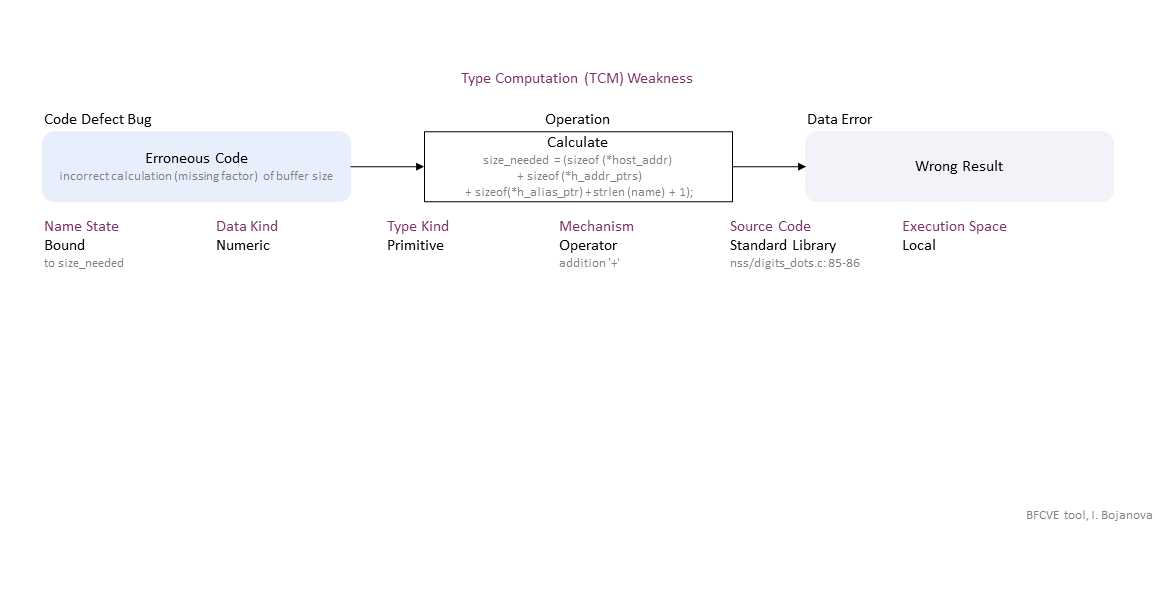 Type Computation (TCM) Weakness
Code Defect Bug
Operation
Data Error
Erroneous Code
incorrect calculation (missing factor) of buffer size
Calculate
size_needed = (sizeof (*host_addr)
+ sizeof (*h_addr_ptrs)
+ sizeof(*h_alias_ptr) + strlen (name) + 1);
Wrong Result
Name State
Bound
to size_needed
Data Kind
Numeric
Type Kind
Primitive
Mechanism
Operator
addition '+'
Source Code
Standard Library
nss/digits_dots.c: 85-86
Execution Space
Local
BFCVE tool, I. Bojanova